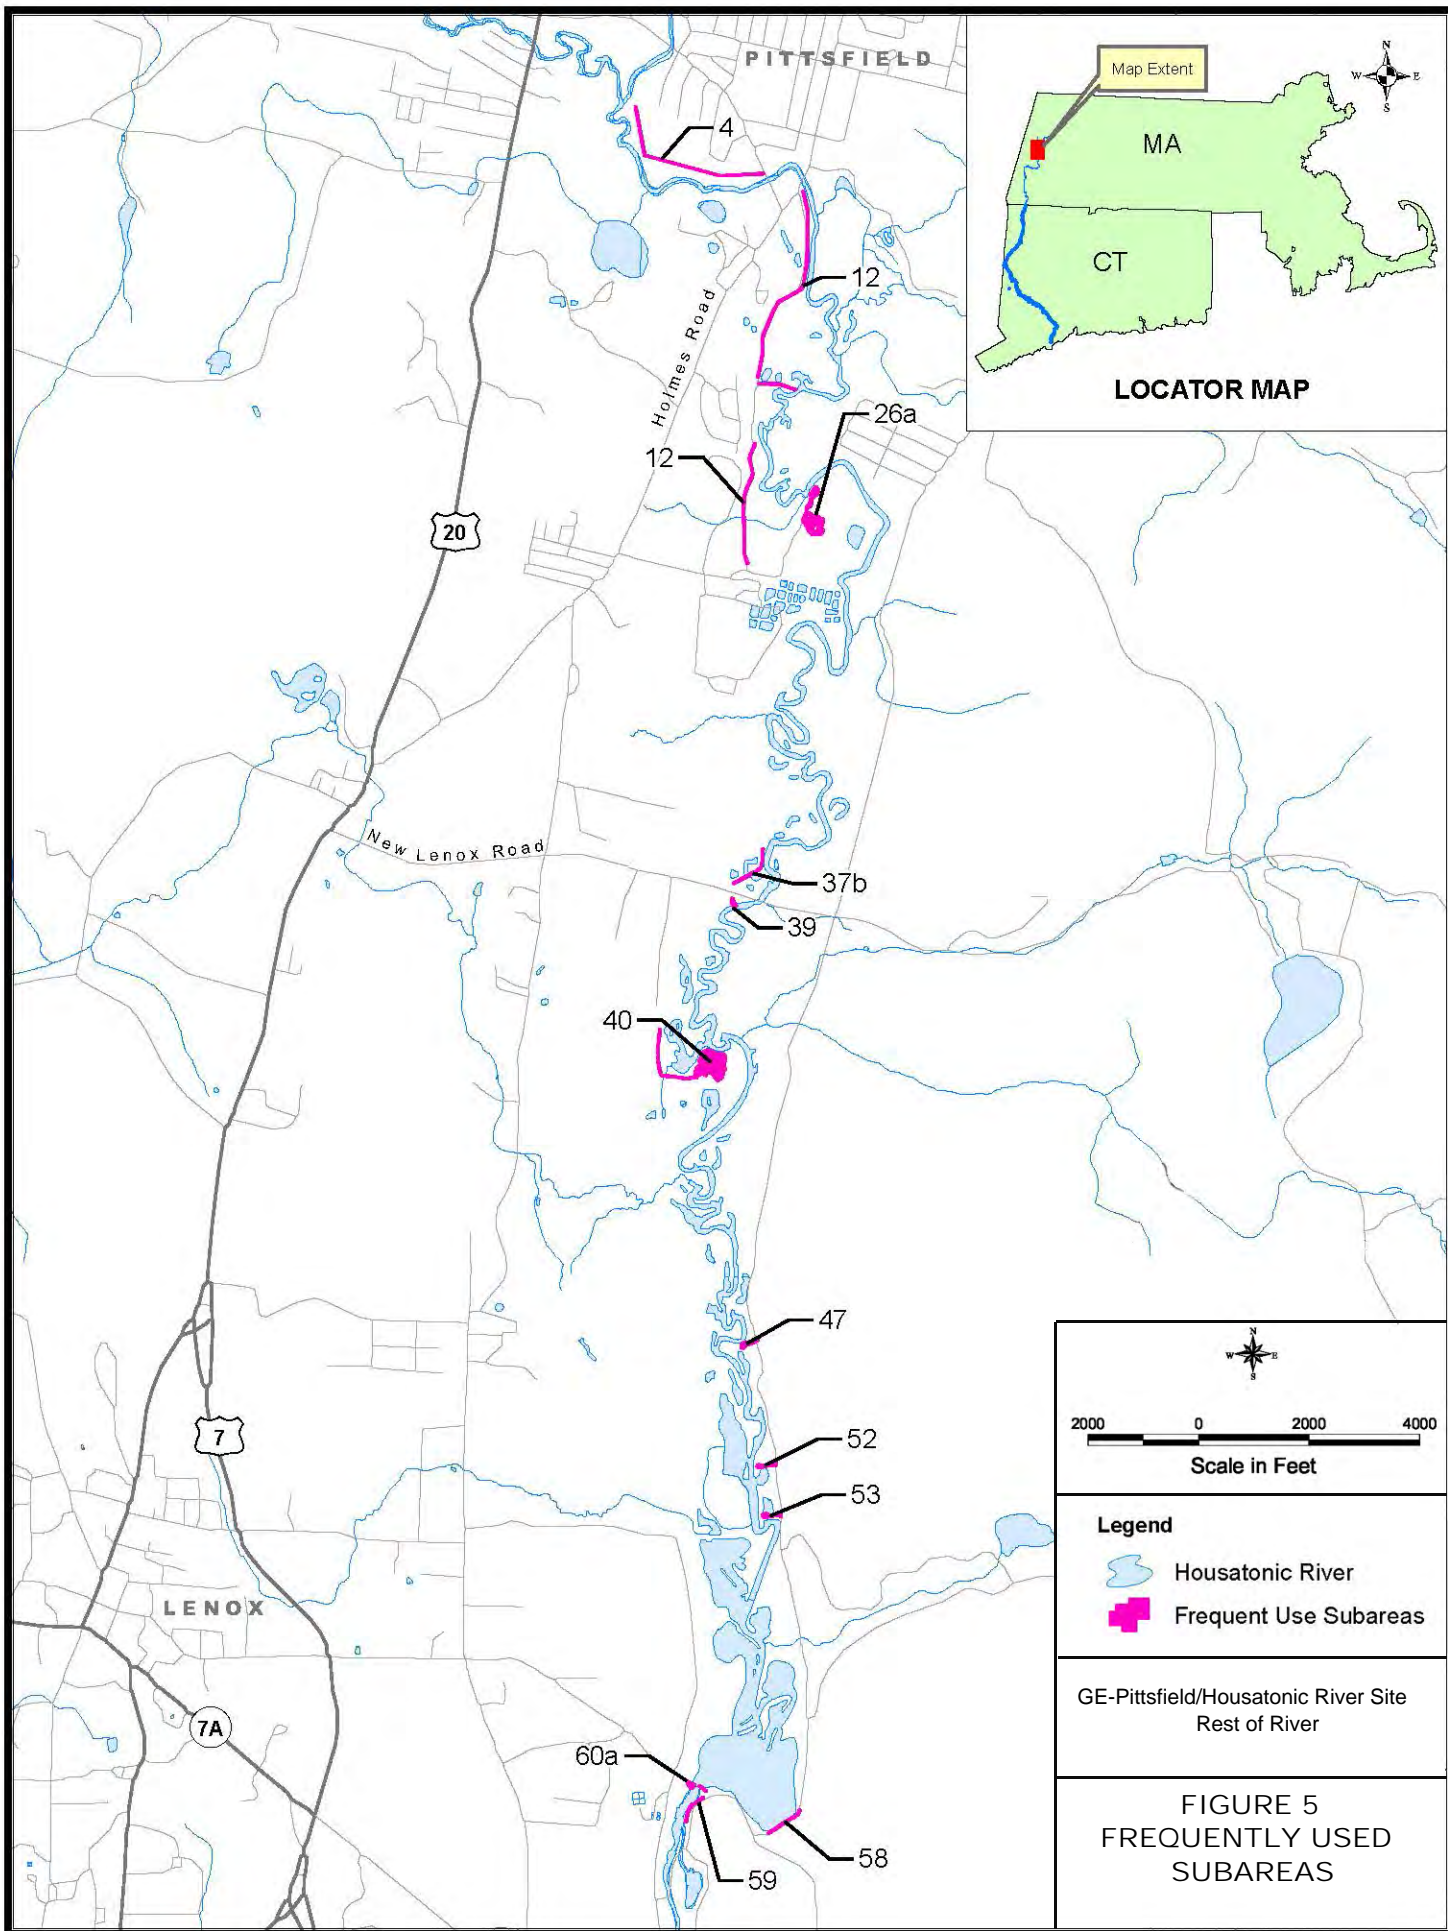 PITTSFIELD
Map Extent
N
W E
S
MA
CT
LOCATOR MAP
4
12
Holmes Road
26a
12
20
New Lenox Road
37b
39
40
47
7
52
53
LENOX
7A
60a
58
59
N
W E
S
2000 0 2000 4000
Scale in Feet
Legend
Housatonic River
Frequent Use Subareas
GE-Pittsfield/Housatonic River Site
Rest of River
FIGURE 5
FREQUENTLY USED
SUBAREAS